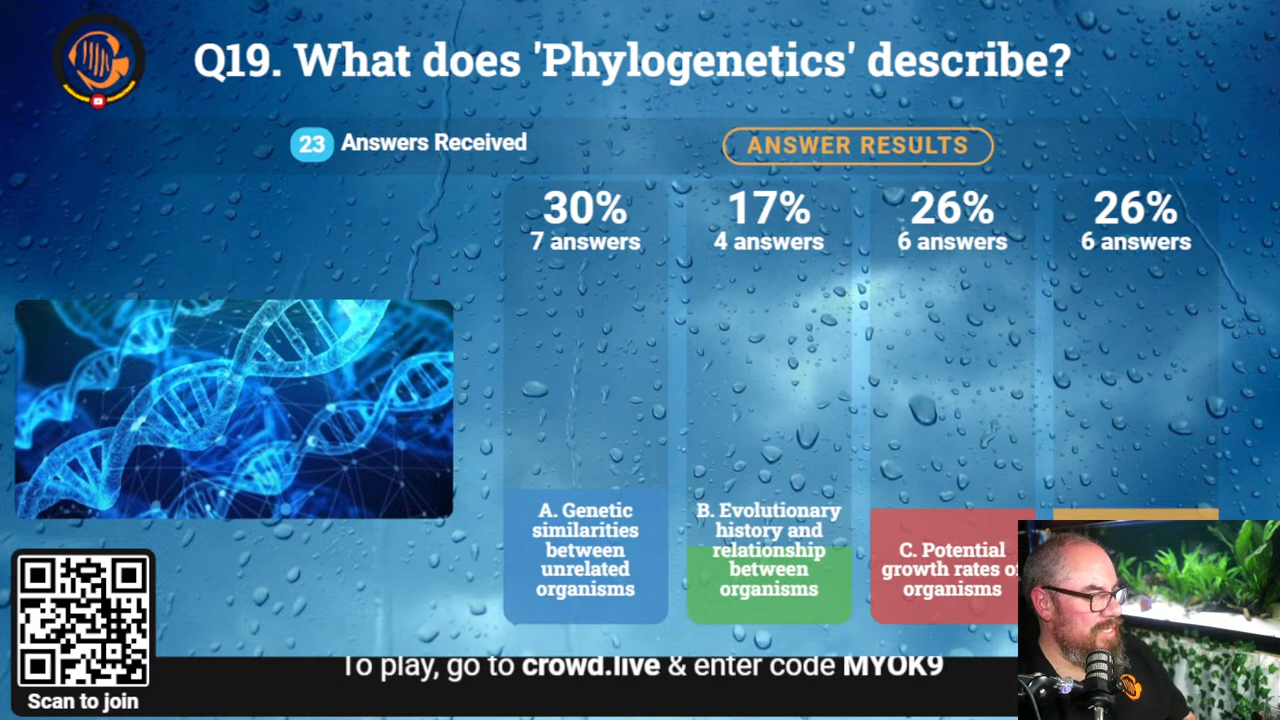 Q19. What does 'Phylogenetics' describe?
23 Answers Received
ANSWER RESULTS
30%
7 answers
17%
4 answers
26%
6 answers
26%
6 answers
A. Genetic
similarities
between
unrelated
organisms
B. Evolutionary
history and
relationship
between
organisms
C. Potential
growth rates of
organisms
To play, go to crowd.live & enter code MYOK9
Scan to join